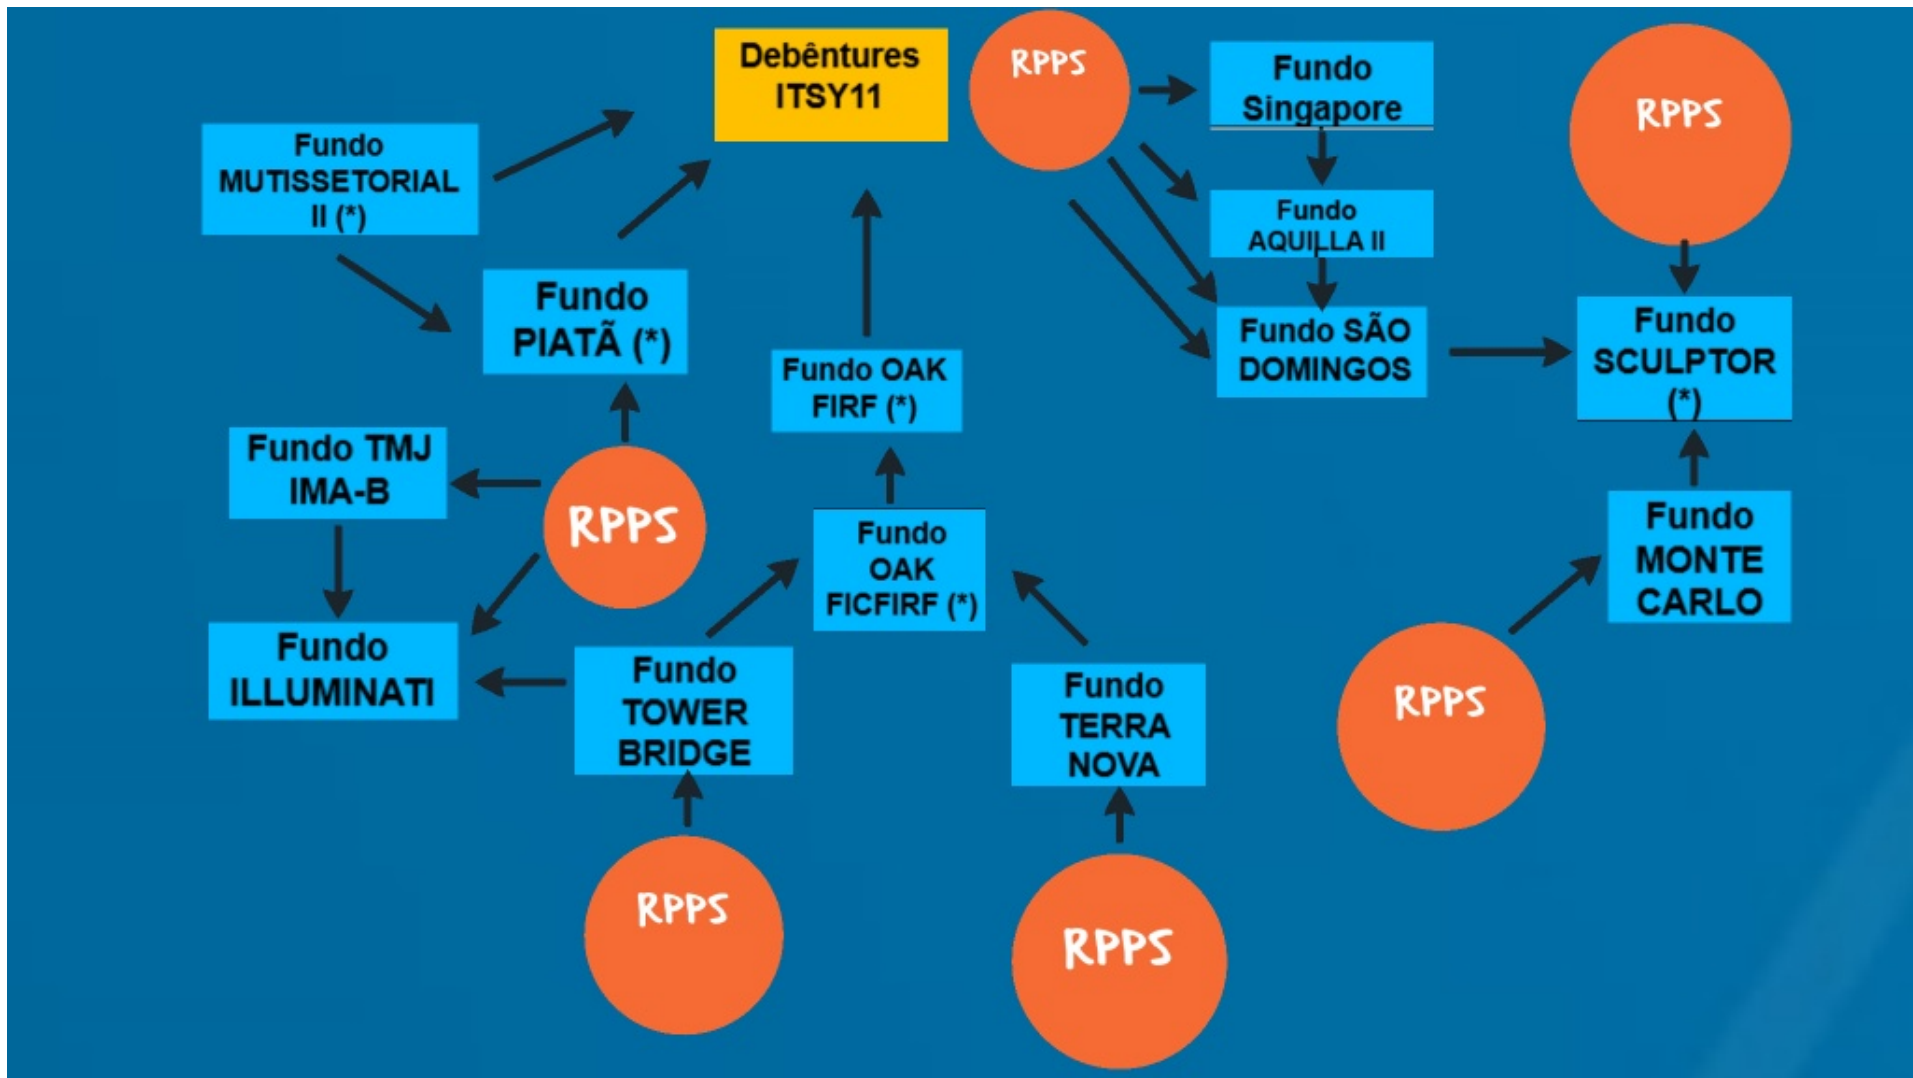 Debêntures
ITSY11
RPPS
Fundo
Singapore
RPPS
Fundo
MUTISSETORIAL
II (*)
Fundo
AQUILLA II
Fundo
PIATÃ (*)
Fundo SÃO
DOMINGOS
Fundo
SCULPTOR
(*)
Fundo OAK
FIRF (*)
Fundo TMJ
IMA-B
RPPS
Fundo
OAK
FICFIRF (*)
Fundo
MONTE
CARLO
Fundo
ILLUMINATI
Fundo
TOWER
BRIDGE
Fundo
TERRA
NOVA
RPPS
RPPS
RPPS